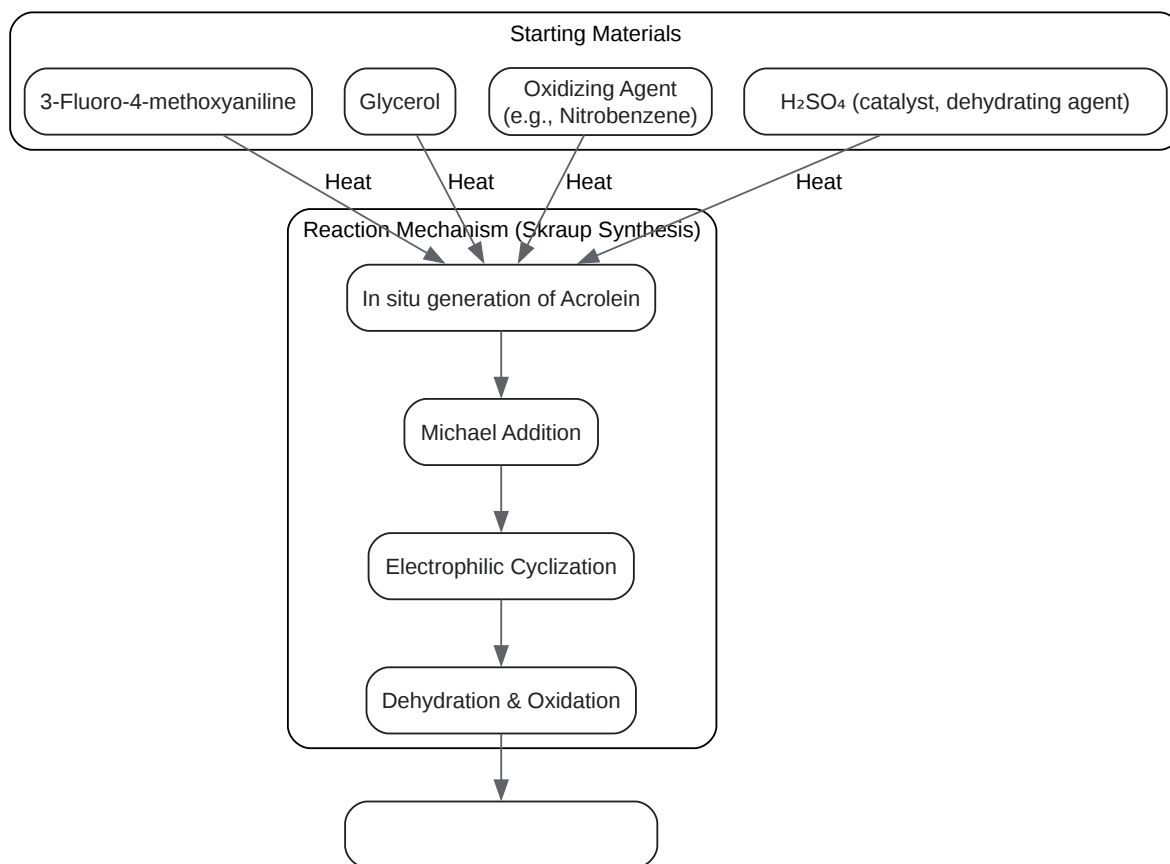 Starting Materials
3-Fluoro-4-methoxyaniline
Glycerol
Oxidizing Agent
(e.g., Nitrobenzene)
H₂SO₄ (catalyst, dehydrating agent)
Heat
Heat
Heat
Heat
Reaction Mechanism (Skraup Synthesis)
In situ generation of Acrolein
Michael Addition
Electrophilic Cyclization
Dehydration & Oxidation